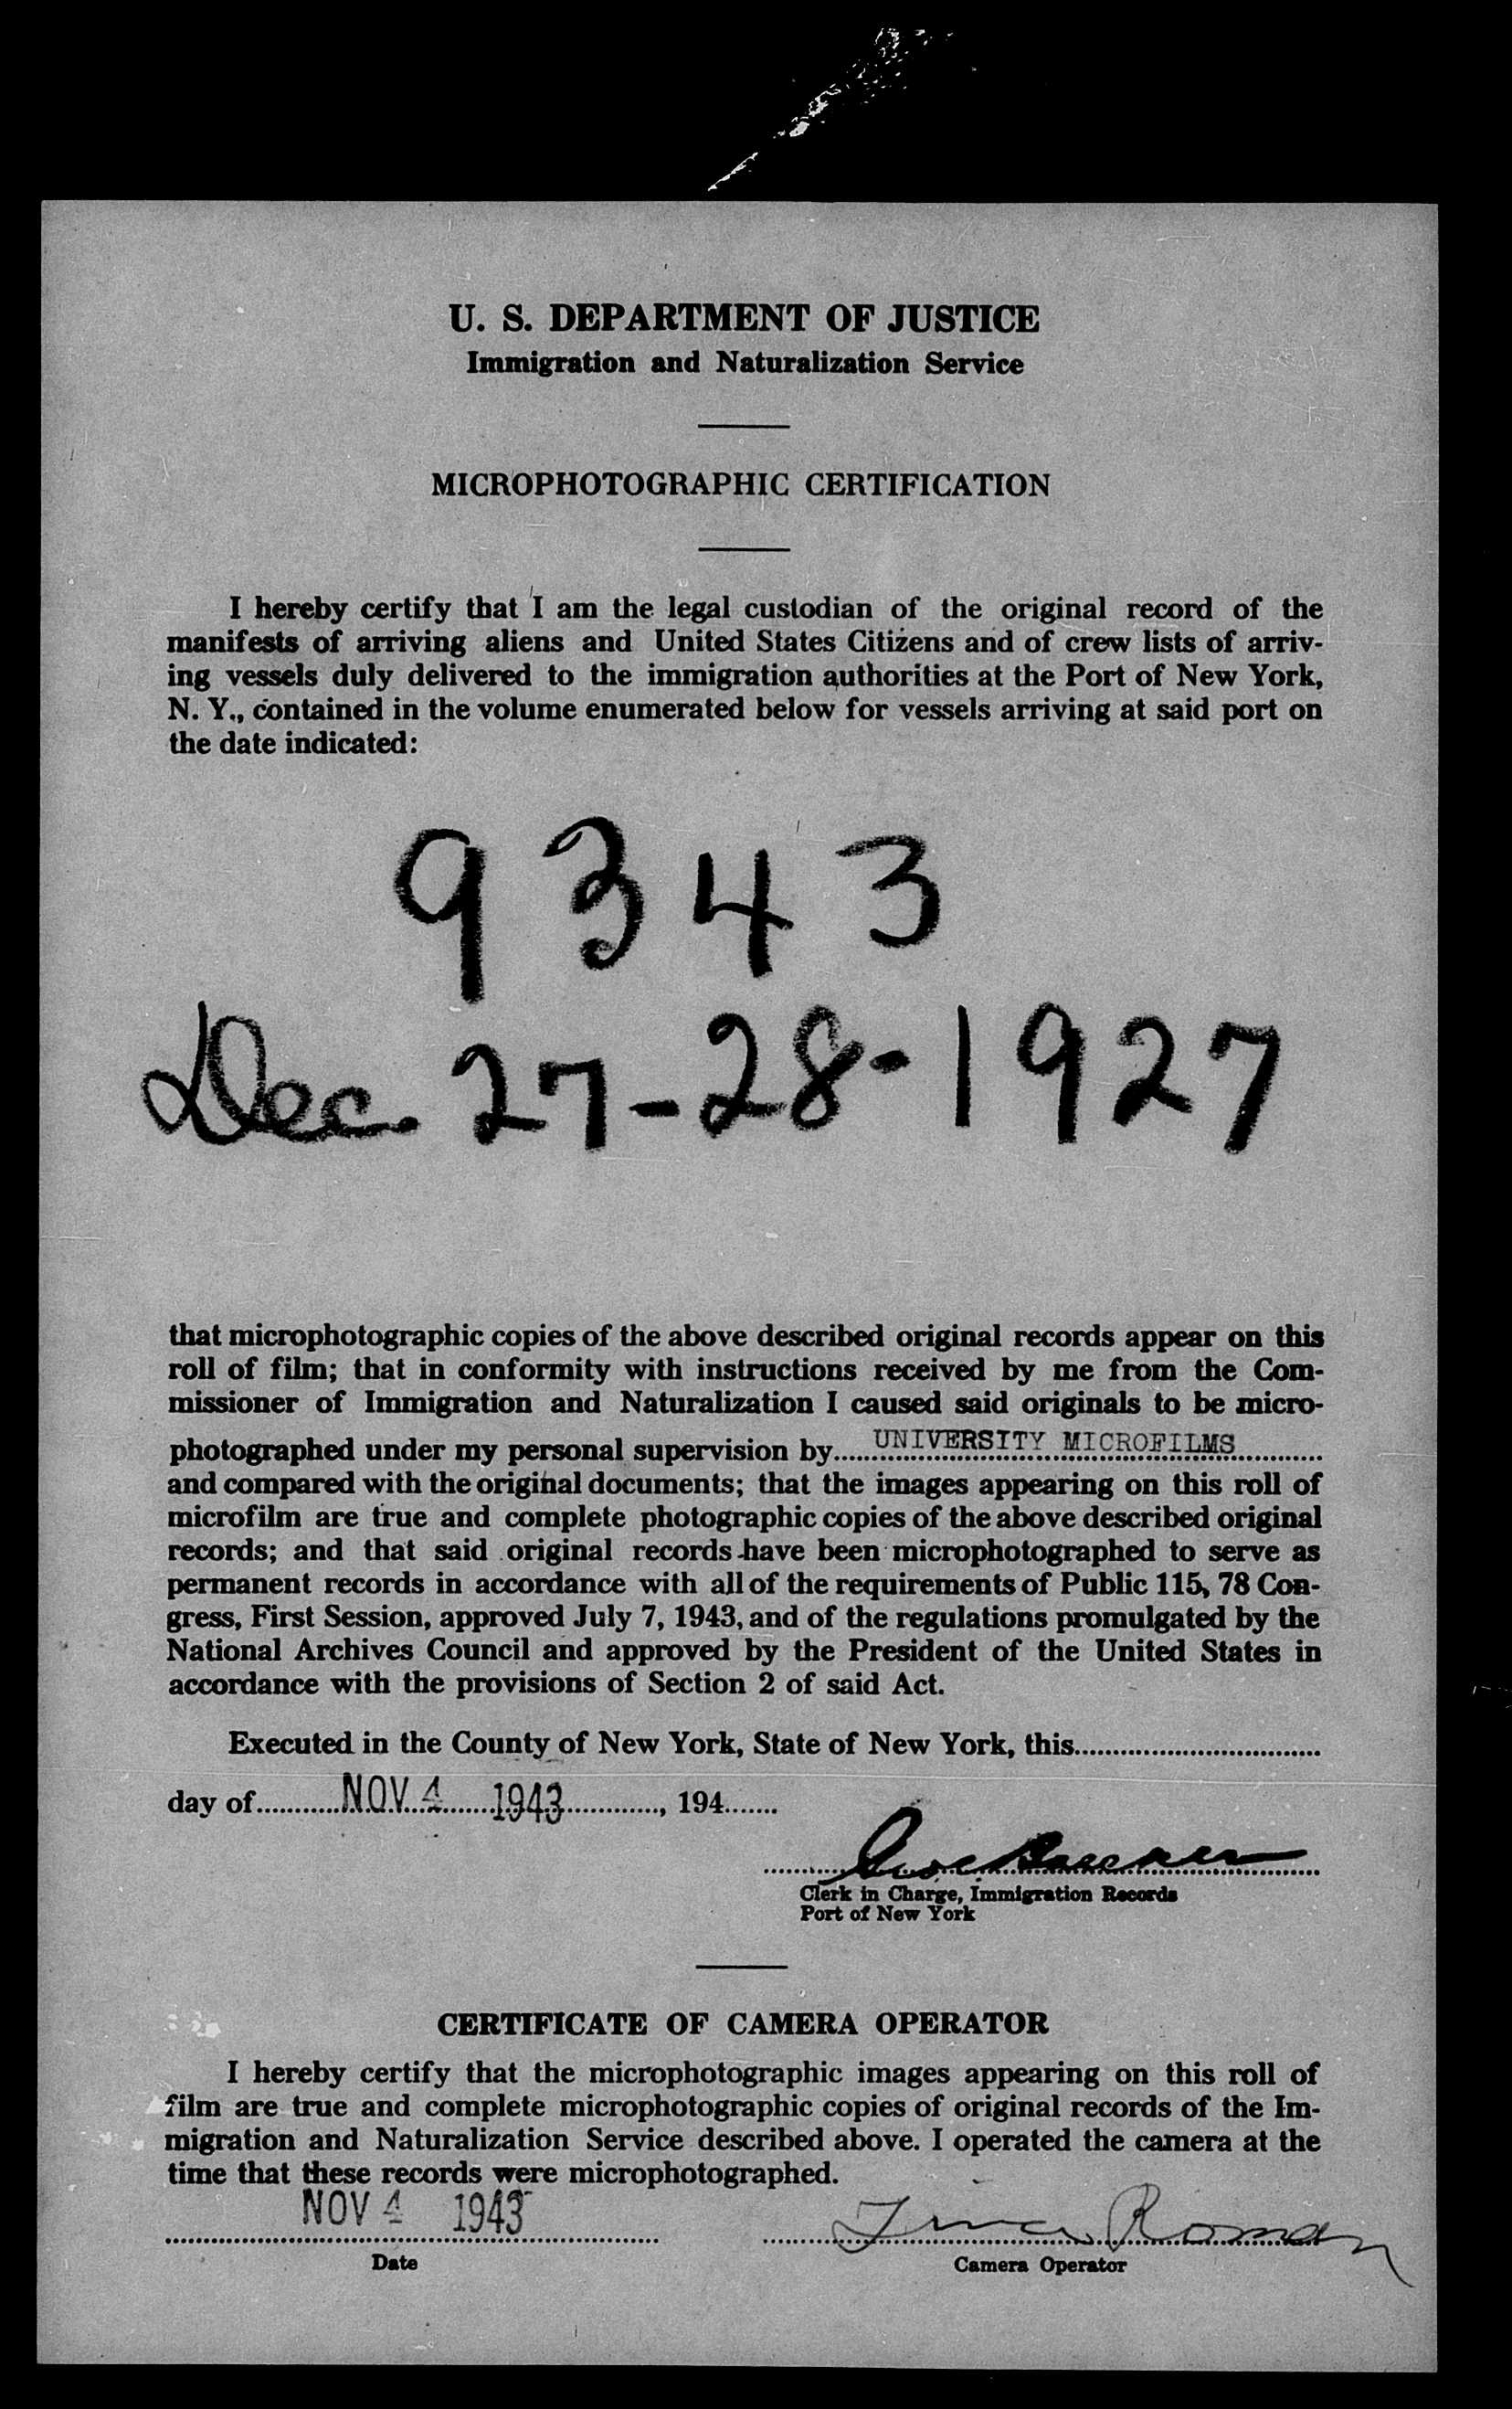 U. S. DEPARTMENT OF JUSTICE
Immigration and Naturalization Service
MICROPHOTOGRAPHIC CERTIFICATION
I hereby certify that I am the legal custodian of the original record of the
manifests of arriving aliens and United States Citizens and of crew lists of arriv-
ing vessels duly delivered to the immigration authorities at the Port of New York,
N. Y., contained in the volume enumerated below for vessels arriving at said port on
the date indicated:
9343
Dec. 27-28-1927
that microphotographic copies of the above described original records appear on this
roll of film; that in conformity with instructions received by me from the Com-
missioner of Immigration and Naturalization I caused said originals to be micro-
photographed under my personal supervision by UNIVERSITY MICROFILMS
and compared with the original documents; that the images appearing on this roll of
microfilm are true and complete photographic copies of the above described original
records; and that said original records have been microphotographed to serve as
permanent records in accordance with all of the requirements of Public 115, 78 Con-
gress, First Session, approved July 7, 1943, and of the regulations promulgated by the
National Archives Council and approved by the President of the United States in
accordance with the provisions of Section 2 of said Act.
Executed in the County of New York, State of New York, this
day of NOV 4 1943, 194
Clerk in Charge, Immigration Records
Port of New York
CERTIFICATE OF CAMERA OPERATOR
I hereby certify that the microphotographic images appearing on this roll of
film are true and complete microphotographic copies of original records of the Im-
migration and Naturalization Service described above. I operated the camera at the
time that these records were microphotographed.
NOV 4 1943 Roman
Date Camera Operator